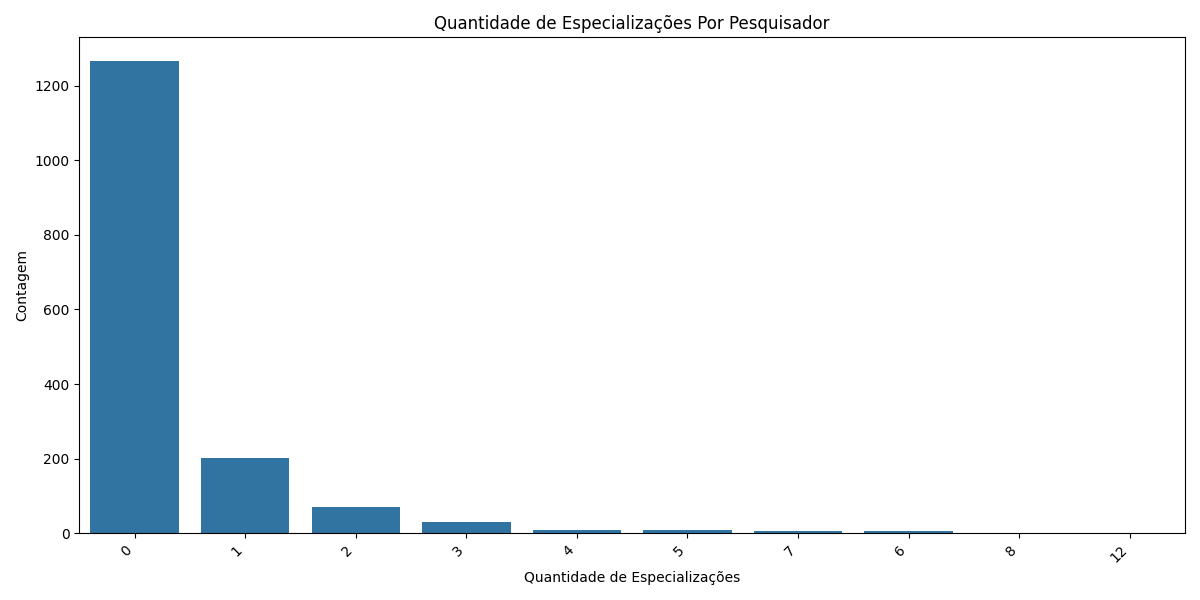 Quantidade de Especializações Por Pesquisador
Contagem
1200
1000
800
600
400
200
0
0 1 2 3 4 5 7 6 8 12
Quantidade de Especializações